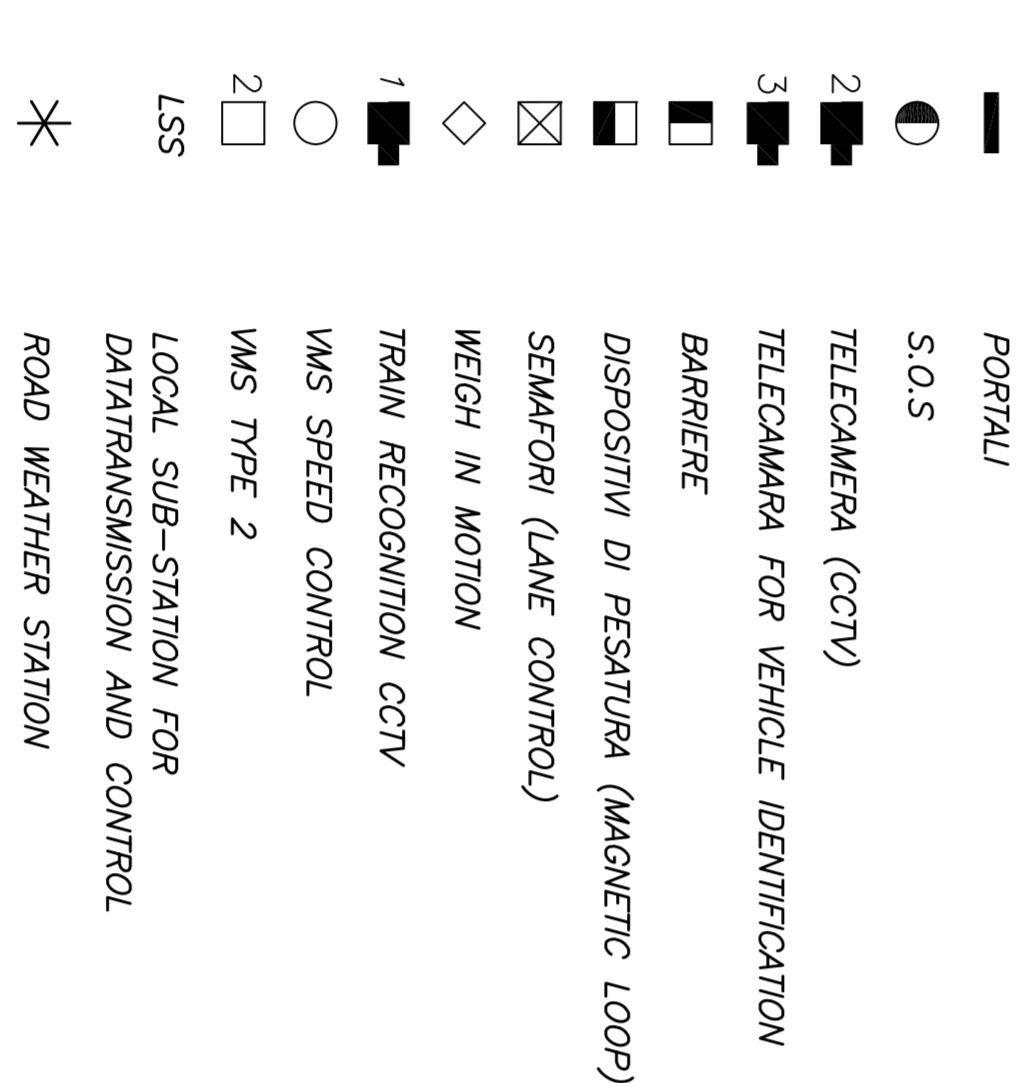 PORTALI
S.O.S
2 TELECAMERA (CCTV)
3 TELECAMARA FOR VEHICLE IDENTIFICATION
BARRIERE
DISPOSITIVI DI PESATURA (MAGNETIC LOOP)
SEMAFORI (LANE CONTROL)
WEIGH IN MOTION
1 TRAIN RECOGNITION CCTV
VMS SPEED CONTROL
2 VMS TYPE 2
LSS LOCAL SUB-STATION FOR
DATATRANSMISSION AND CONTROL
ROAD WEATHER STATION